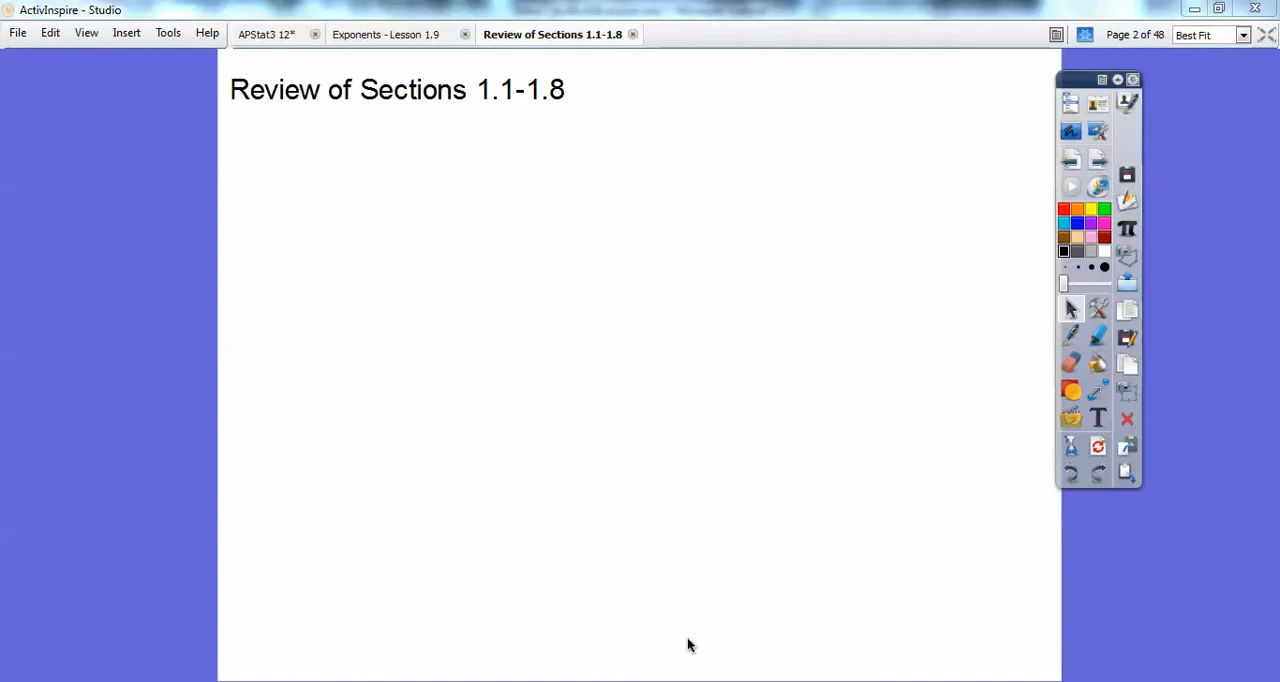 ActivInspire - Studio
File Edit View Insert Tools Help
APStat3 12* Exponents - Lesson 1.9 Review of Sections 1.1-1.8
Page 2 of 48 Best Fit
Review of Sections 1.1-1.8